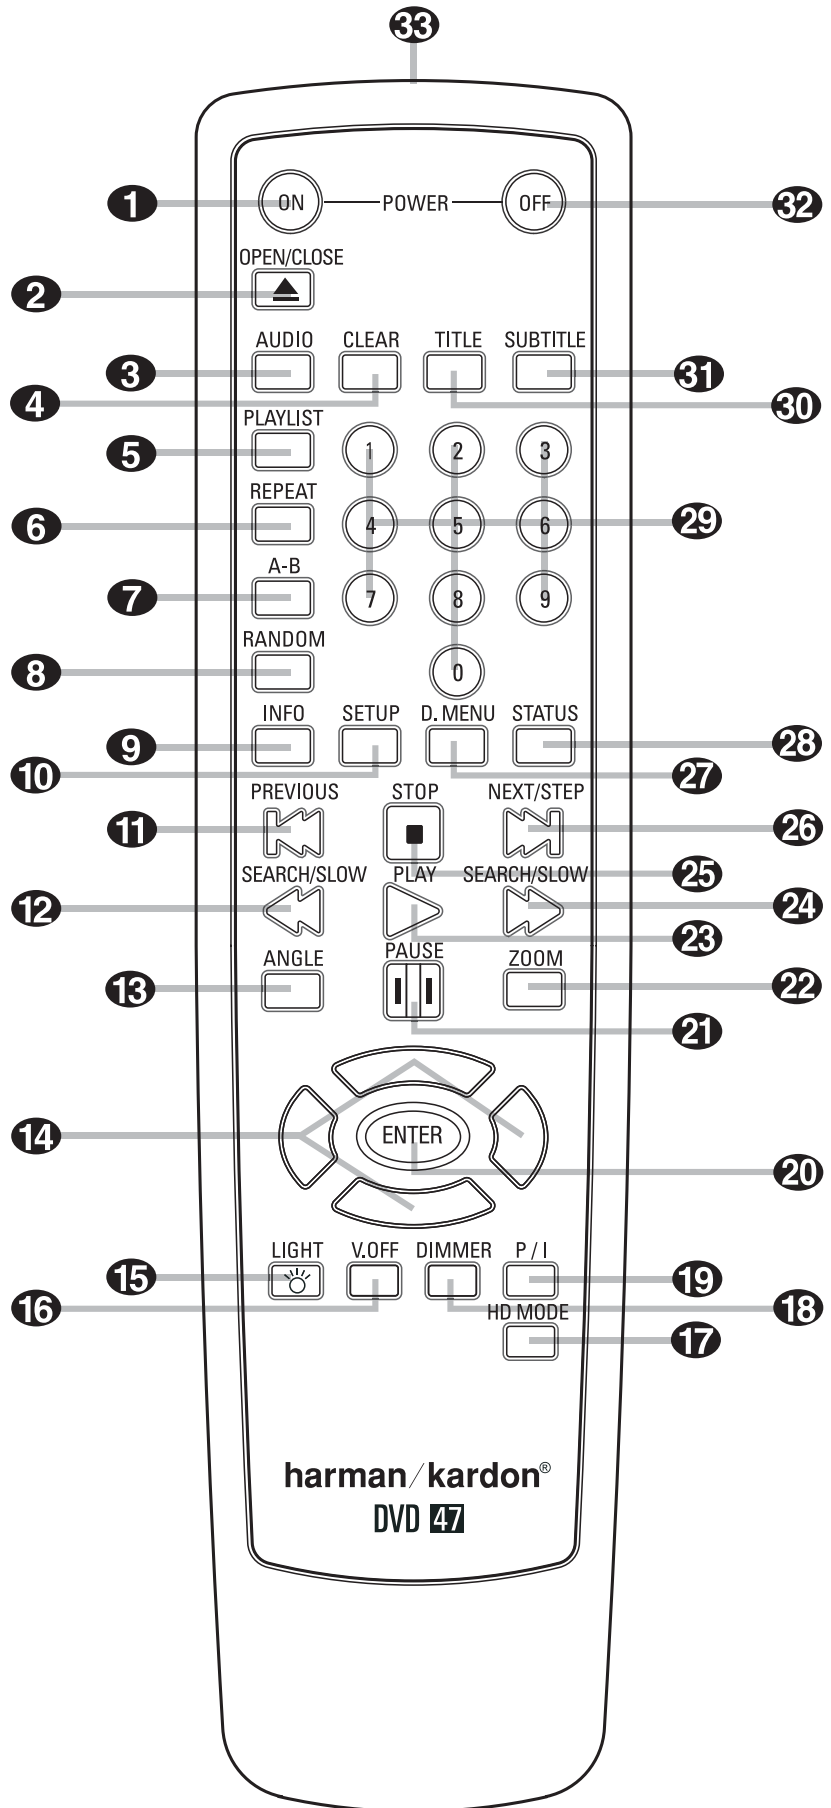 33
1 ON POWER OFF 32
OPEN/CLOSE
2
AUDIO CLEAR TITLE SUBTITLE
3 31
4 30
PLAYLIST
5 1 2 3
REPEAT
6 4 5 6 29
A-B
7 7 8 9
RANDOM
8 0
INFO SETUP D. MENU STATUS
9 28
10 27
PREVIOUS STOP NEXT/STEP
11 26
SEARCH/SLOW PLAY SEARCH/SLOW
25
12 24
23
ANGLE PAUSE ZOOM
13 22
21
14 ENTER
20
LIGHT V.OFF DIMMER P / I
15 19
16 18
HD MODE
17
harman/kardon®
DVD 47